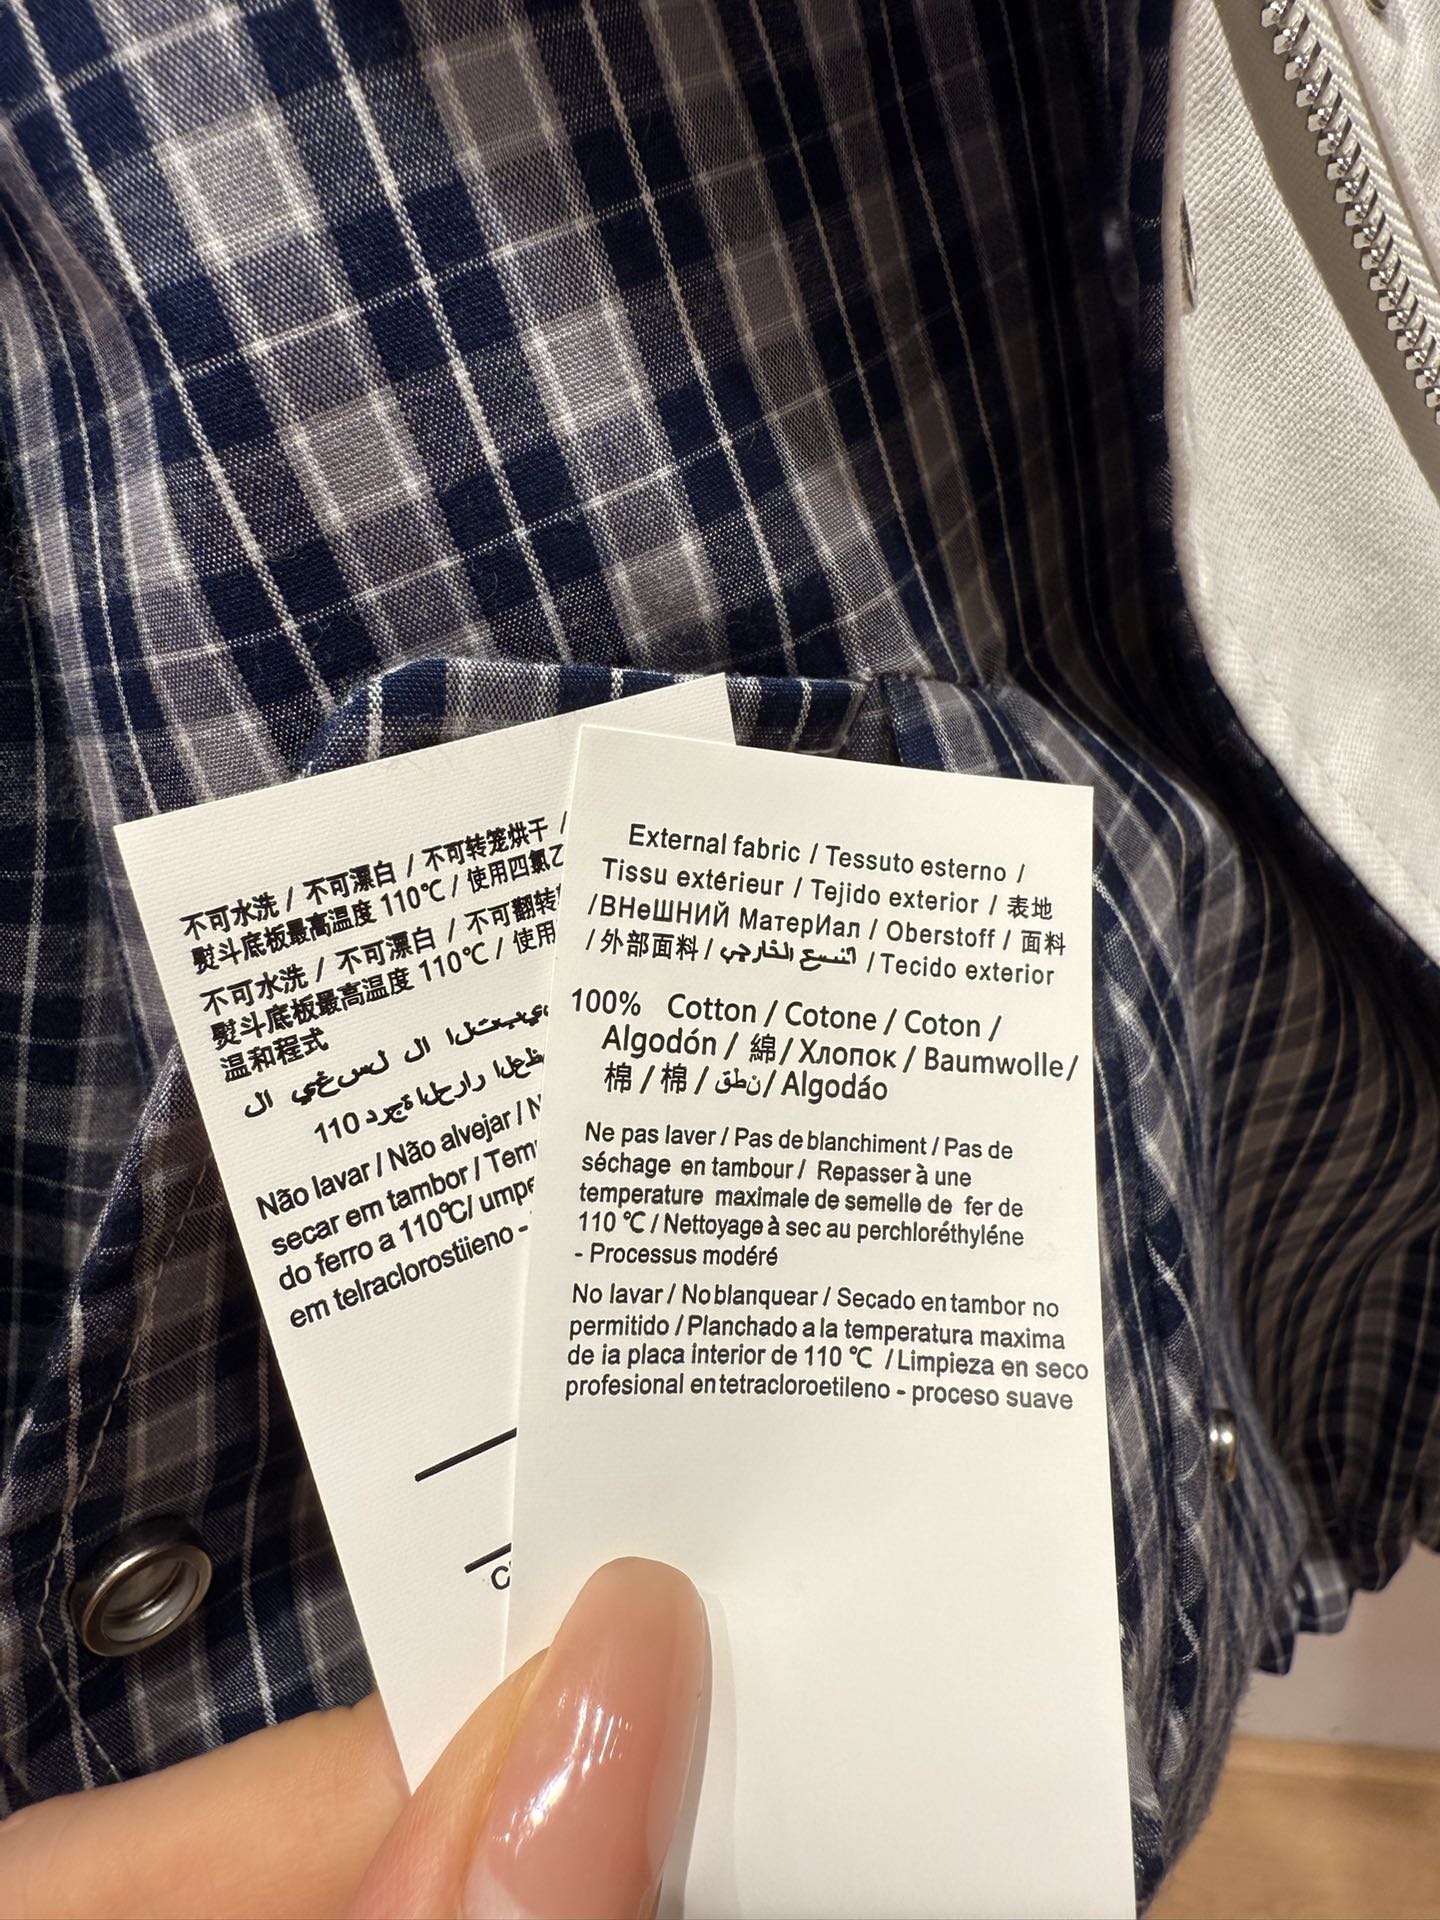 不可水洗 / 不可漂白 / 不可转笼烘干 /
熨斗底板最高温度 110℃ / 使用四氯乙
不可水洗 / 不可漂白 / 不可翻转
熨斗底板最高温度 110℃ / 使用
温和程式
110
Não lavar / Não alvejar / N
secar em tambor / Tem
do ferro a 110℃/ umpe
em telraclorostiieno -
External fabric / Tessuto esterno /
Tissu extérieur / Tejido exterior / 表地
/ВНеШНИЙ МатерИал / Oberstoff / 面料
/ 外部面料 / / Tecido exterior
100% Cotton / Cotone / Coton /
Algodón / 綿 / Хлопок / Baumwolle/
棉 / 棉 / قطن / Algodáo
Ne pas laver / Pas de blanchiment / Pas de
séchage en tambour / Repasser à une
temperature maximale de semelle de fer de
110 ℃ / Nettoyage à sec au perchloréthyléne
- Processus modéré
No lavar / No blanquear / Secado en tambor no
permitido / Planchado a la temperatura maxima
de ia placa interior de 110 ℃ / Limpieza en seco
profesional en tetracloroetileno - proceso suave